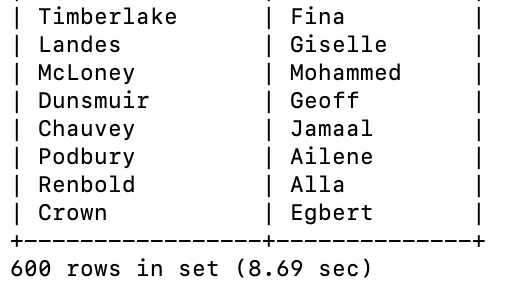 | Timberlake | Fina |
| Landes | Giselle |
| McLoney | Mohammed |
| Dunsmuir | Geoff |
| Chauvey | Jamaal |
| Podbury | Ailene |
| Renbold | Alla |
| Crown | Egbert |
+-----------------+--------------+
600 rows in set (8.69 sec)